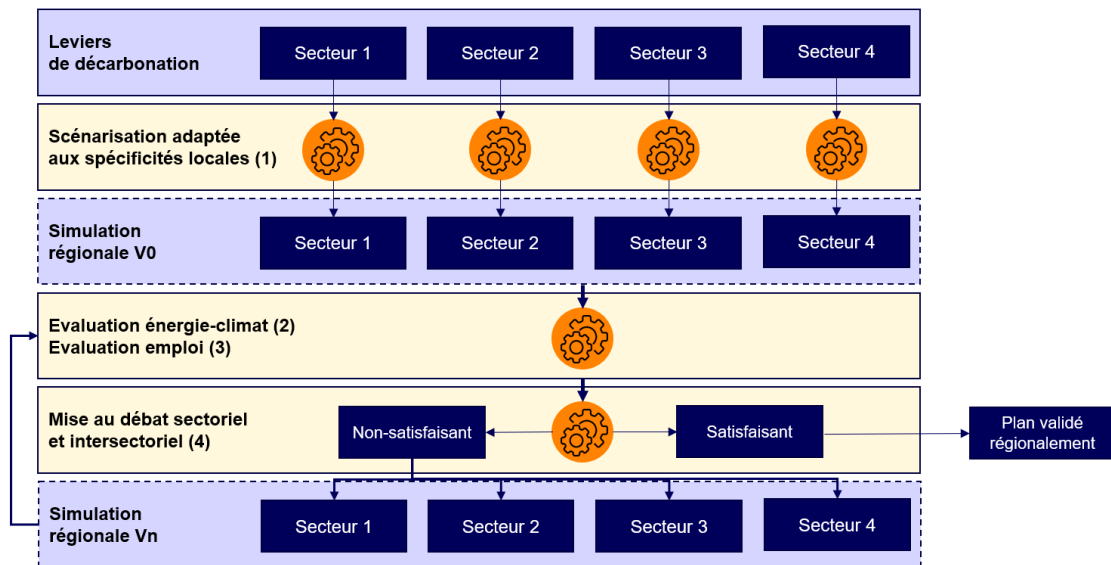 Leviers
de décarbonation
Secteur 1
Secteur 2
Secteur 3
Secteur 4
Scénarisation adaptée
aux spécificités locales (1)
Simulation
régionale V0
Secteur 1
Secteur 2
Secteur 3
Secteur 4
Evaluation énergie-climat (2)
Evaluation emploi (3)
Mise au débat sectoriel
et intersectoriel (4)
Non-satisfaisant
Satisfaisant
Plan validé
régionalement
Simulation
régionale Vn
Secteur 1
Secteur 2
Secteur 3
Secteur 4